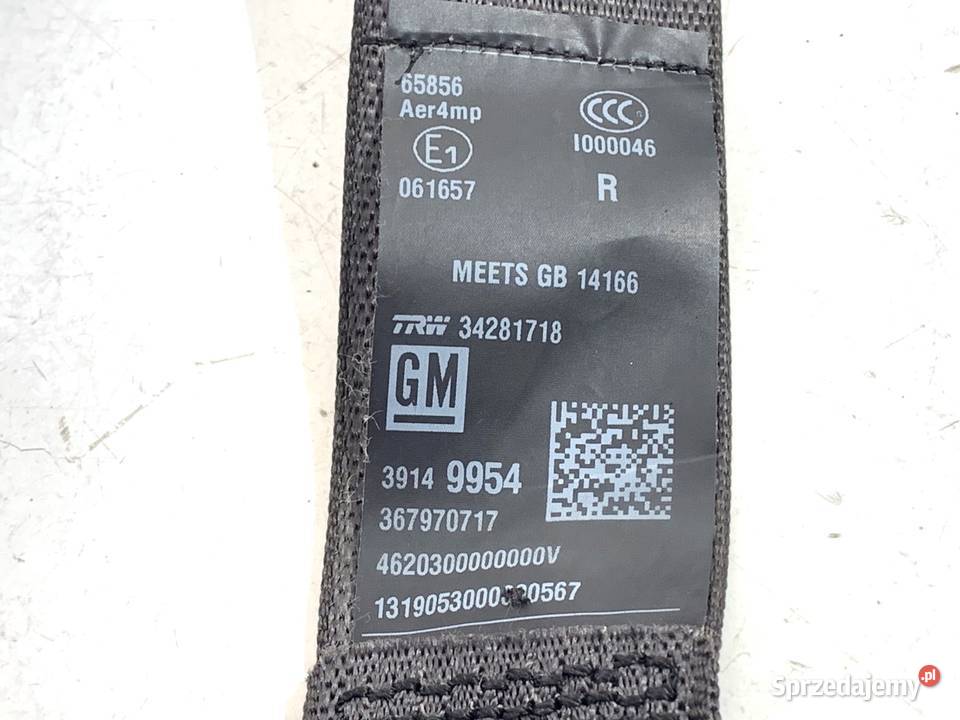 65856
Aer4mp
E1
061657
CCC
I000046
R
MEETS GB 14166
TRW 34281718
GM
3914 9954
367970717
4620300000000V
Sprzedajemy.pl